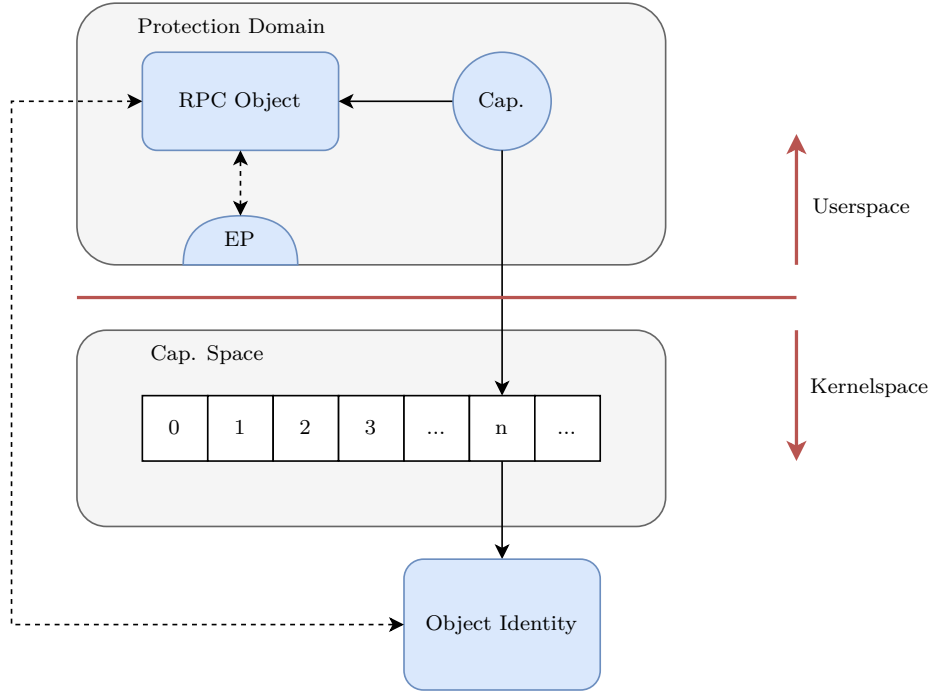 Protection Domain
RPC Object
Cap.
EP
Userspace
Cap. Space
Kernelspace
0 1 2 3 ... n ...
Object Identity